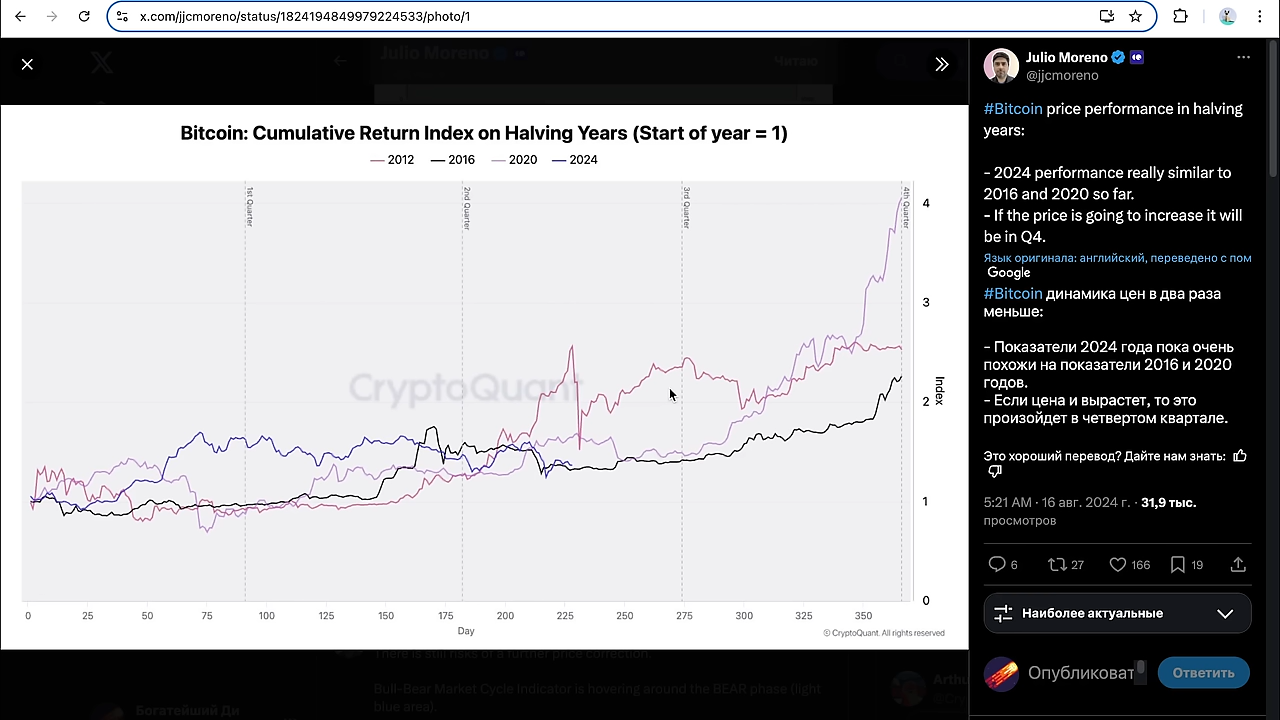 x.com/jjcmoreno/status/1824194849979224533/photo/1
Julio Moreno
Читаю
Bitcoin: Cumulative Return Index on Halving Years (Start of year = 1)
2012 2016 2020 2024
1st Quarter
2nd Quarter
3rd Quarter
4th Quarter
4
3
2
1
0
Index
CryptoQuant
0 25 50 75 100 125 150 175 200 225 250 275 300 325 350
Day
© CryptoQuant. All rights reserved
There is still risks of a further price correction.
Bull-Bear Market Cycle Indicator is hovering around the BEAR phase (light
blue area).
Богатейший Ди
Arthu
Julio Moreno
@jjcmoreno
#Bitcoin price performance in halving
years:
- 2024 performance really similar to
2016 and 2020 so far.
- If the price is going to increase it will
be in Q4.
Язык оригинала: английский, переведено с пом
Google
#Bitcoin динамика цен в два раза
меньше:
- Показатели 2024 года пока очень
похожи на показатели 2016 и 2020
годов.
- Если цена и вырастет, то это
произойдет в четвертом квартале.
Это хороший перевод? Дайте нам знать:
5:21 AM · 16 авг. 2024 г. · 31,9 тыс.
просмотров
6 27 166 19
Наиболее актуальные
Опубликоват
Ответить